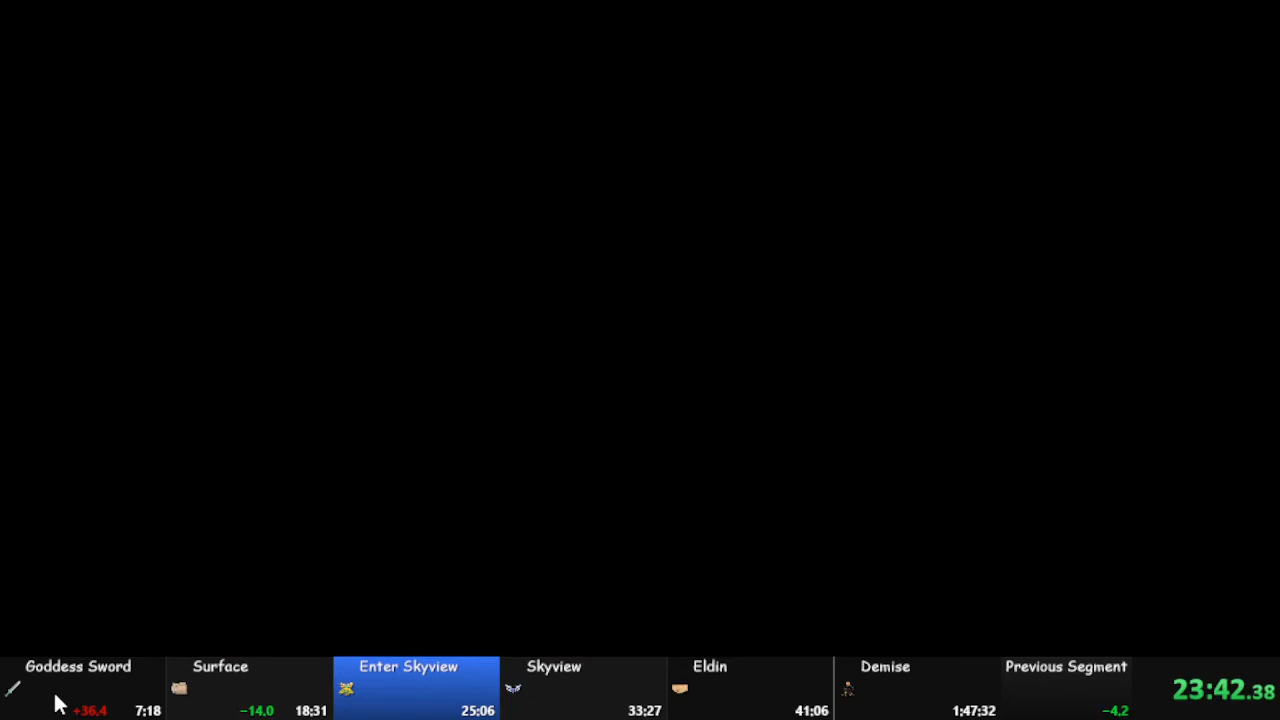 Goddess Sword
+36,4 7:18
Surface
−14,0 18:31
Enter Skyview
25:06
Skyview
33:27
Eldin
41:06
Demise
1:47:32
Previous Segment
−4,2
23:42.38